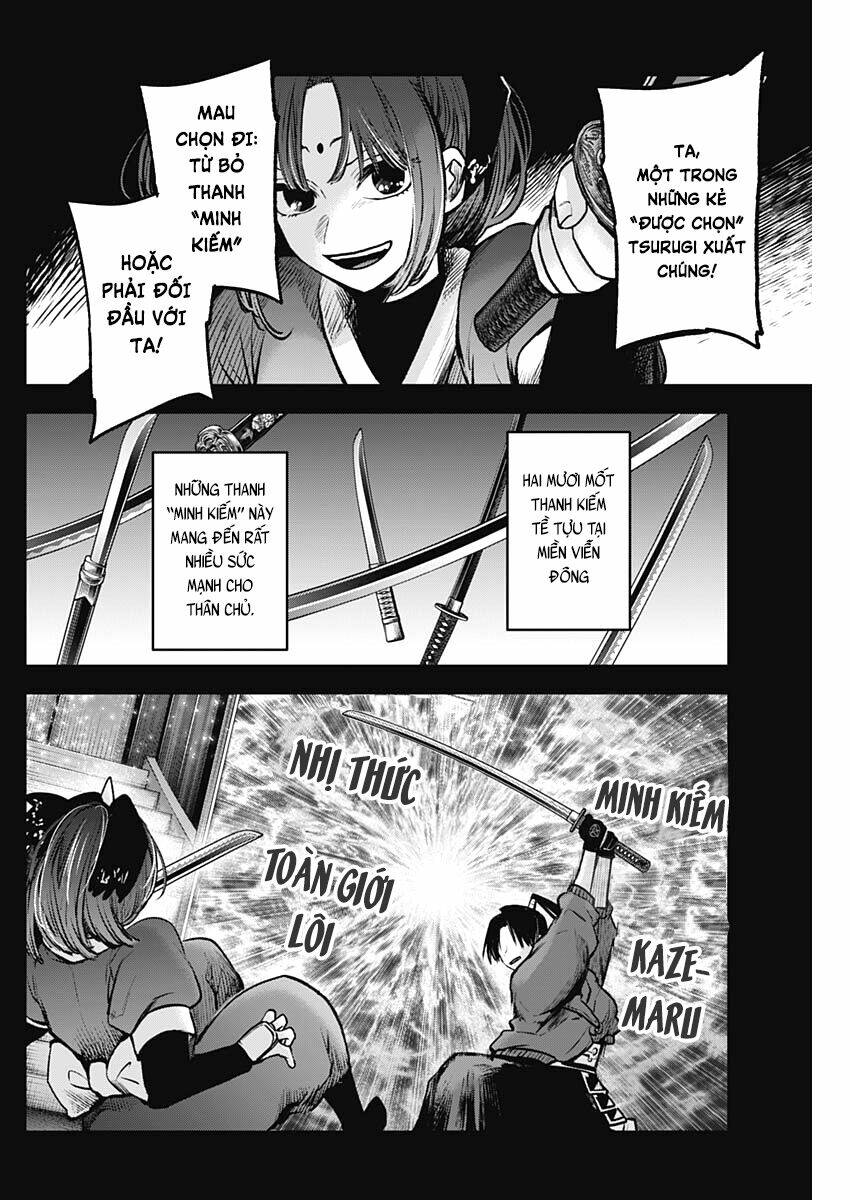 TA,
MỘT TRONG
NHỮNG KẺ
"ĐƯỢC CHỌN"
TSURUGI XUẤT
CHÚNG!
MAU
CHỌN ĐI:
TỪ BỎ
THANH
"MINH
KIẾM"
HOẶC
PHẢI ĐỐI
ĐẦU VỚI
TA!
HAI MƯƠI MỐT
THANH KIẾM
TỀ TỰU TẠI
MIỀN VIỄN
ĐÔNG
NHỮNG THANH
"MINH KIẾM" NÀY
MANG ĐẾN RẤT
NHIỀU SỨC
MẠNH CHO
THÂN CHỦ.
MINH KIẾM
KAZE-
MARU
NHỊ THỨC
TOÀN GIỚI
LÔI